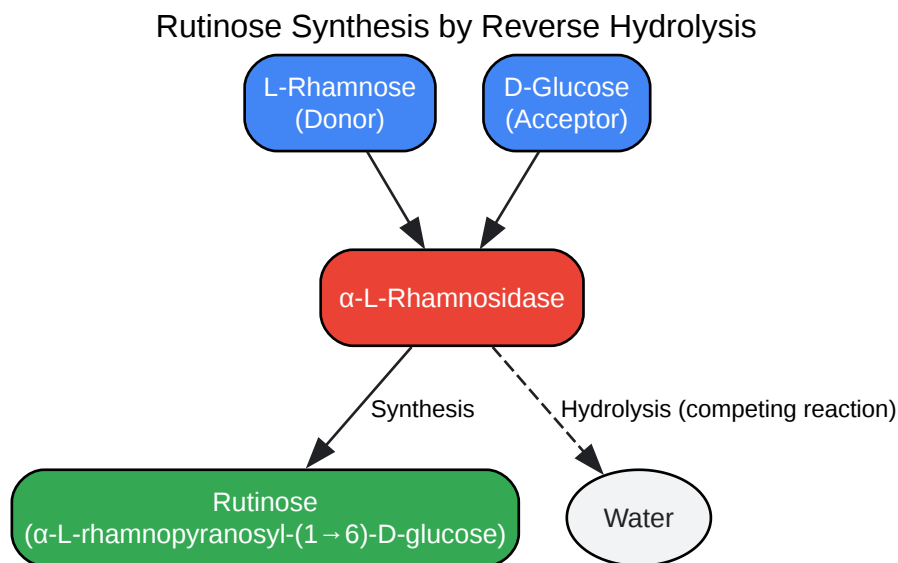 Rutinose Synthesis by Reverse Hydrolysis
L-Rhamnose
(Donor)
D-Glucose
(Acceptor)
α-L-Rhamnosidase
Synthesis
Hydrolysis (competing reaction)
Rutinose
(α-L-rhamnopyranosyl-(1→6)-D-glucose)
Water